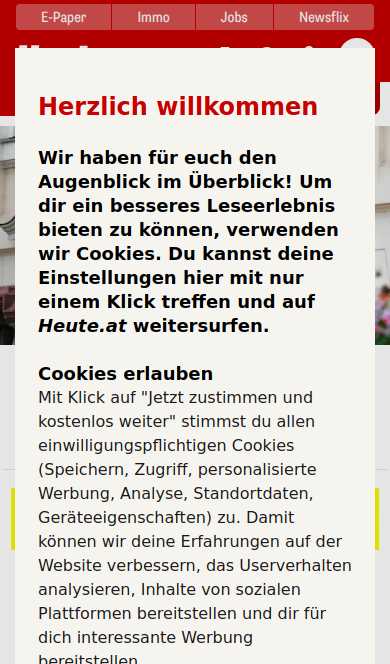 E-Paper
Immo
Jobs
Newsflix
Herzlich willkommen
Wir haben für euch den
Augenblick im Überblick! Um
dir ein besseres Leseerlebnis
bieten zu können, verwenden
wir Cookies. Du kannst deine
Einstellungen hier mit nur
einem Klick treffen und auf
Heute.at weitersurfen.
Cookies erlauben
Mit Klick auf "Jetzt zustimmen und
kostenlos weiter" stimmst du allen
einwilligungspflichtigen Cookies
(Speichern, Zugriff, personalisierte
Werbung, Analyse, Standortdaten,
Geräteeigenschaften) zu. Damit
können wir deine Erfahrungen auf der
Website verbessern, das Userverhalten
analysieren, Inhalte von sozialen
Plattformen bereitstellen und dir für
dich interessante Werbung
bereitstellen.